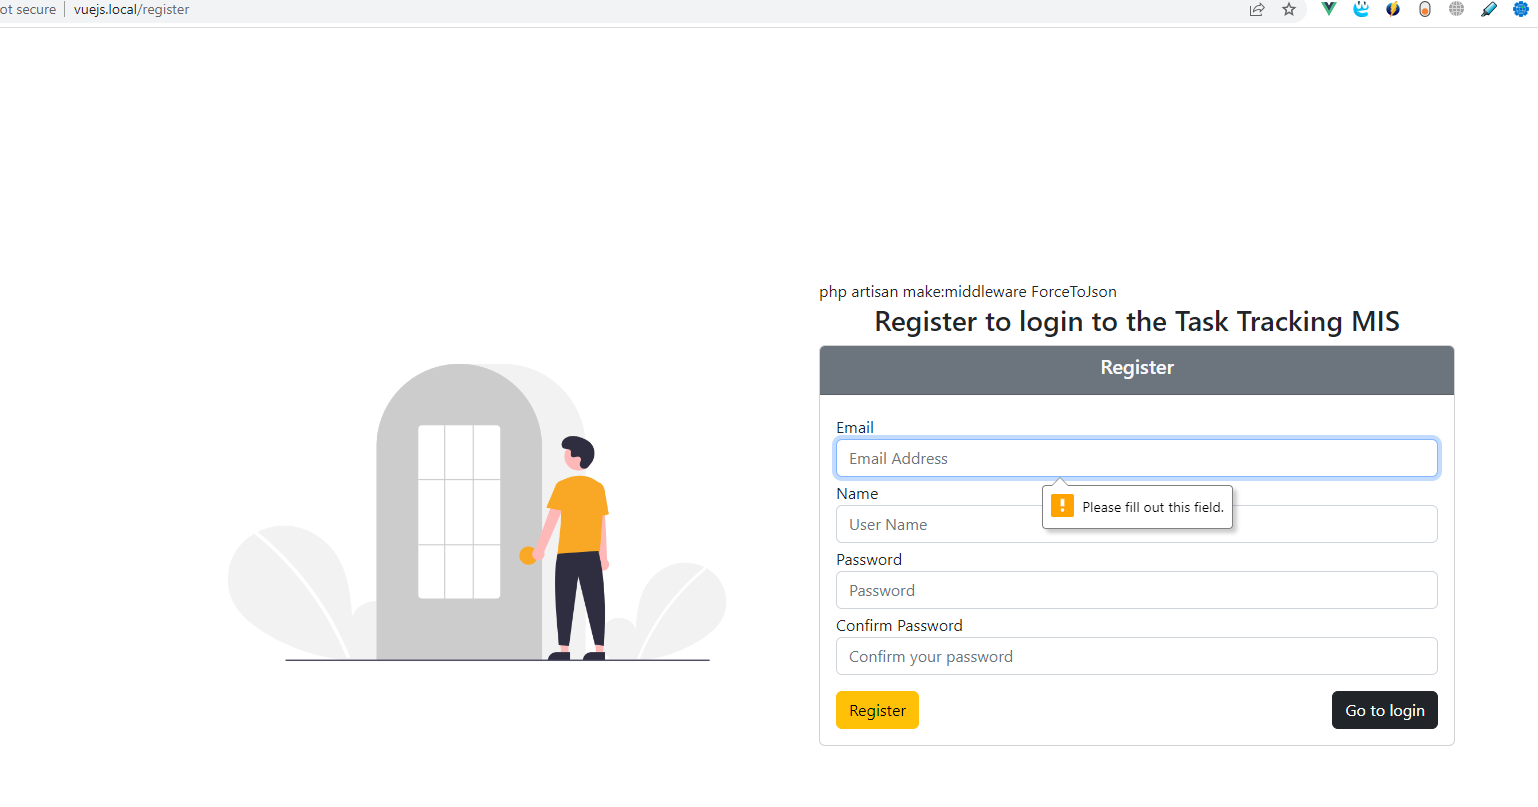 ot secure
vuejs.local/register
php artisan make:middleware ForceToJson
Register to login to the Task Tracking MIS
Register
Email
Email Address
Please fill out this field.
Name
User Name
Password
Password
Confirm Password
Confirm your password
Register
Go to login